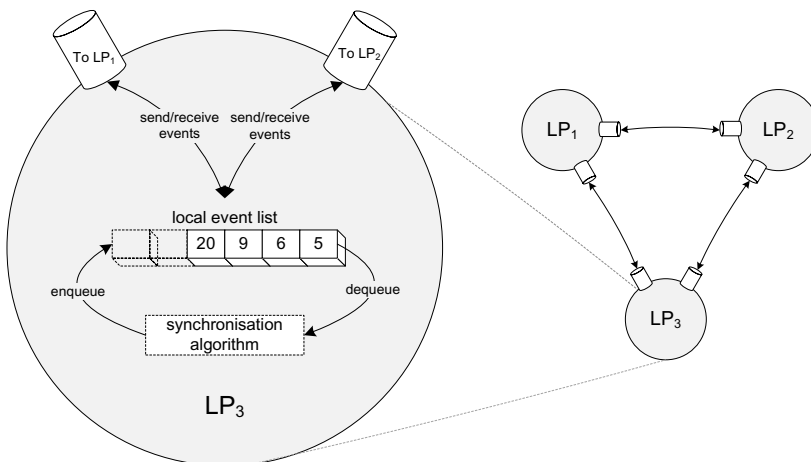 To LP₁
To LP₂
send/receive
events
send/receive
events
local event list
20 9 6 5
enqueue
dequeue
synchronisation
algorithm
LP₃
LP₁
LP₂
LP₃